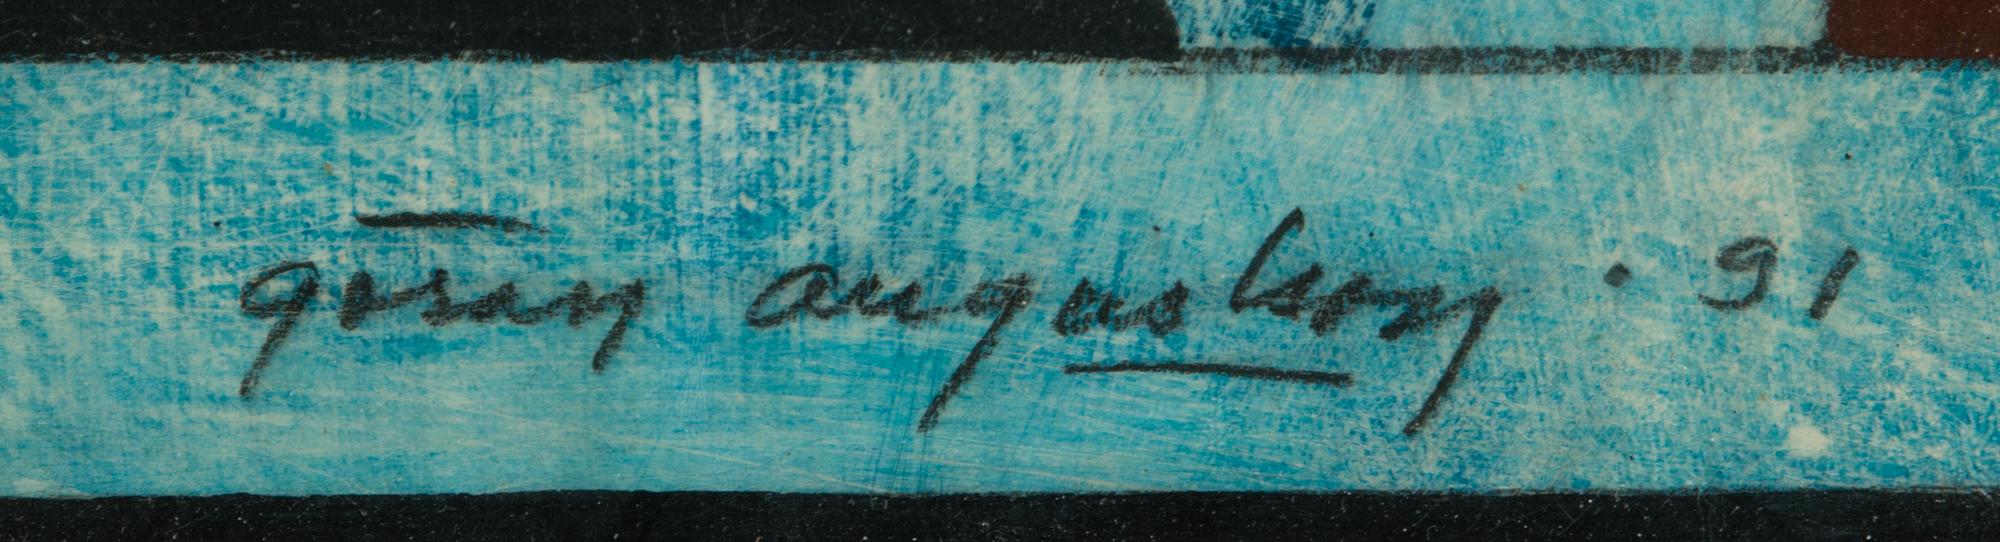 göran augustson · 91